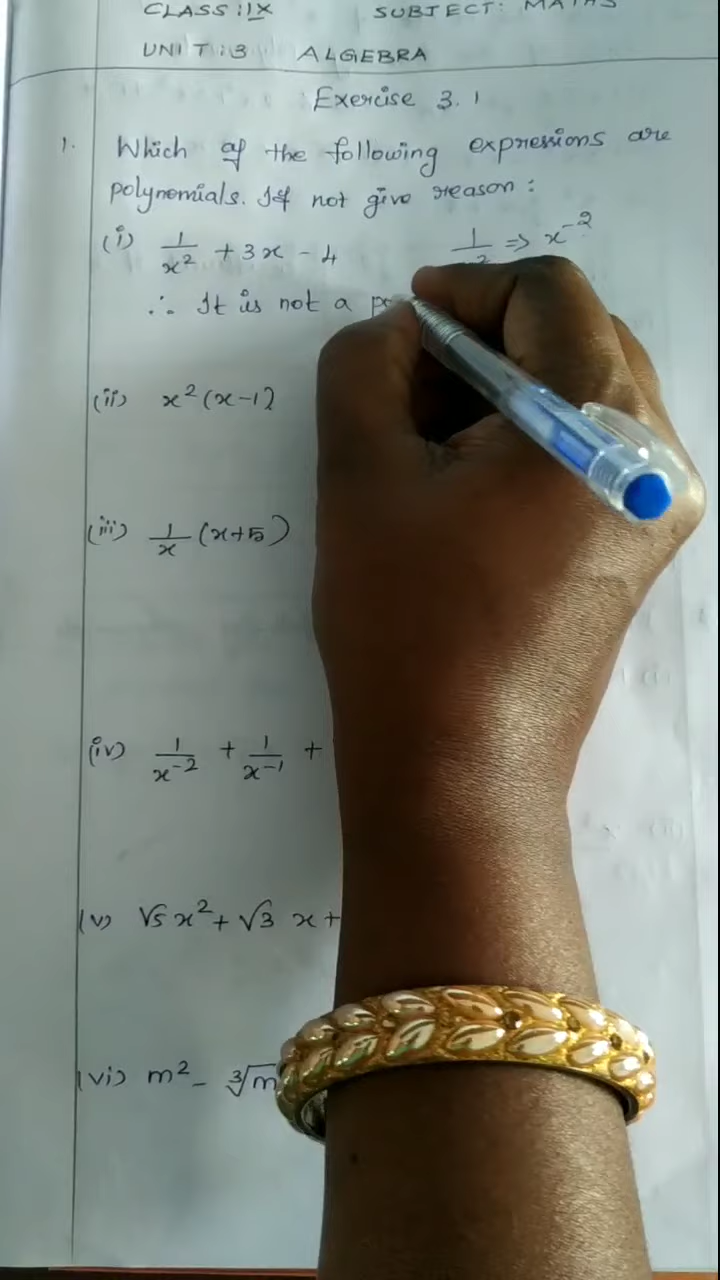 CLASS: IX SUBJECT: MATHS
UNIT: 3 ALGEBRA
Exercise 3.1
1. Which of the following expressions are
polynomials. If not give reason:
(i) 1/x² + 3x - 4 1/x² ⇒ x⁻²
∴ It is not a
(ii) x²(x-1)
(iii) 1/x (x+5)
(iv) 1/x⁻² + 1/x⁻¹ +
(v) √5 x² + √3 x +
(vi) m² - ∛m